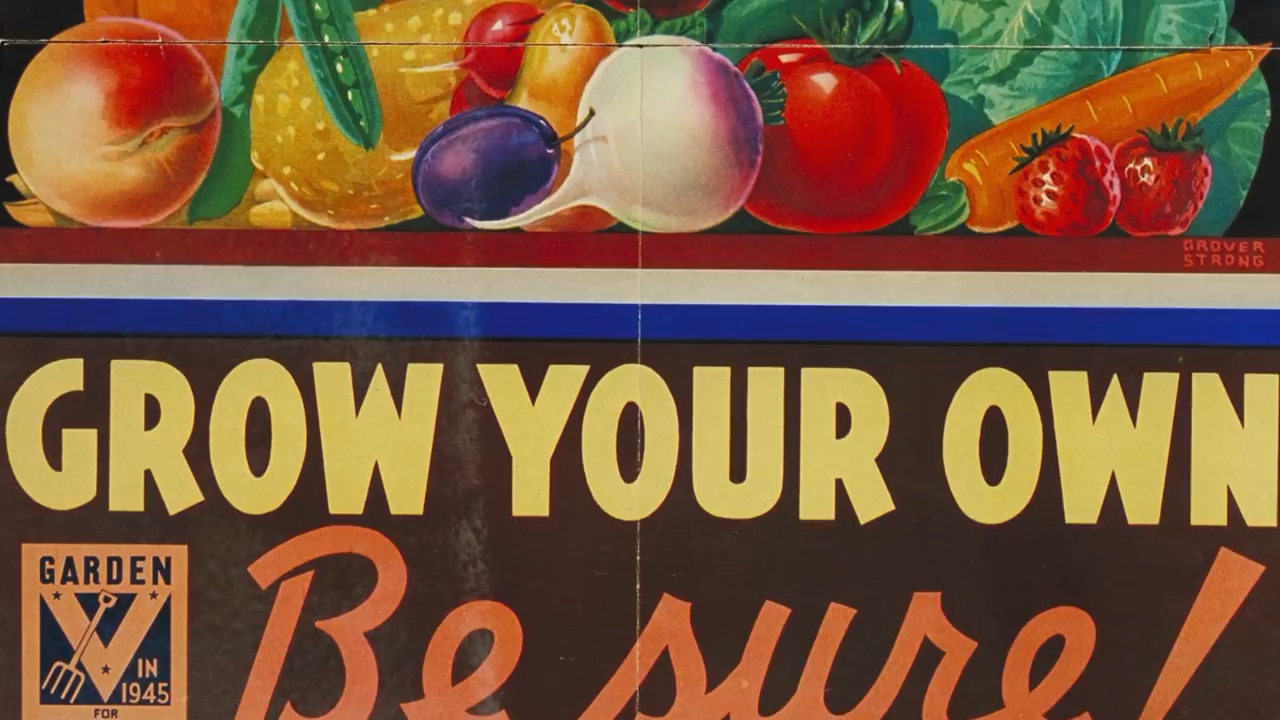 GROVER
STRONG
GROW YOUR OWN
Be sure!
GARDEN
V
IN
1945
FOR